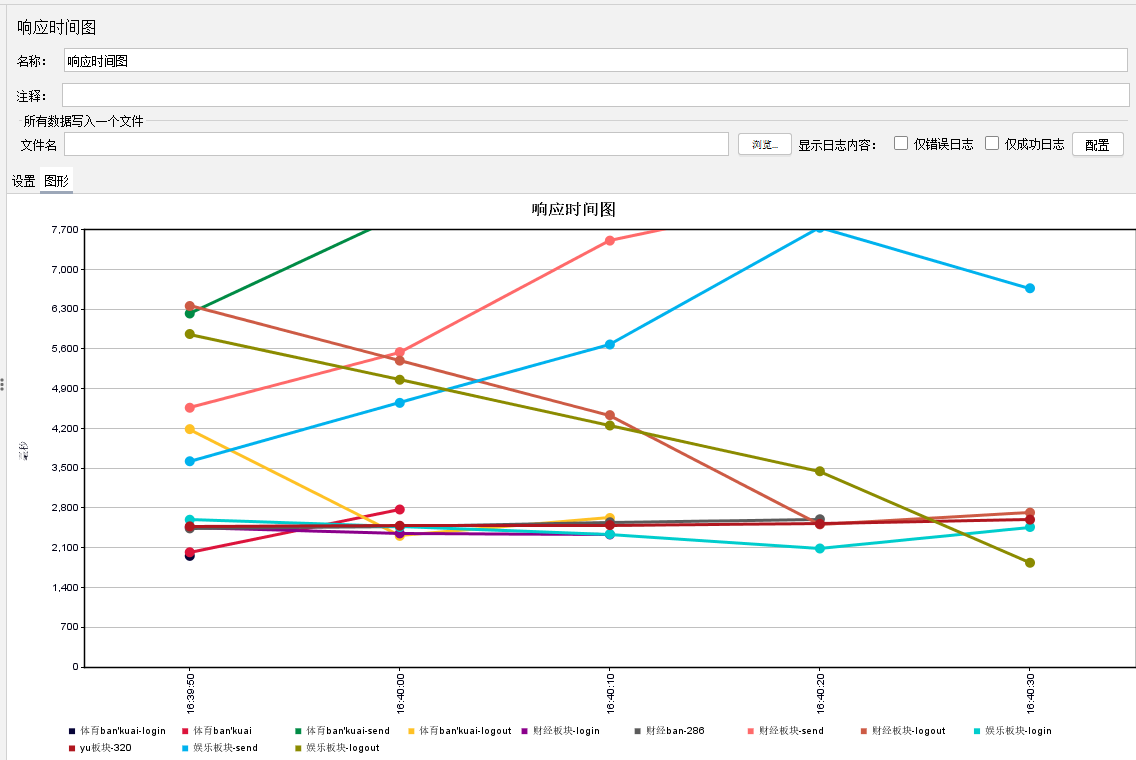 响应时间图
名称： 响应时间图
注释：
所有数据写入一个文件
文件名 浏览... 显示日志内容： 仅错误日志 仅成功日志 配置
设置 图形
响应时间图
7,700
7,000
6,300
5,600
4,900
4,200
3,500
2,800
2,100
1,400
700
0
毫秒
16:39:50 16:40:00 16:40:10 16:40:20 16:40:30
体育ban'kuai-login 体育ban'kuai 体育ban'kuai-send 体育ban'kuai-logout 财经板块-login 财经ban-286 财经板块-send 财经板块-logout 娱乐板块-login
yu板块-320 娱乐板块-send 娱乐板块-logout